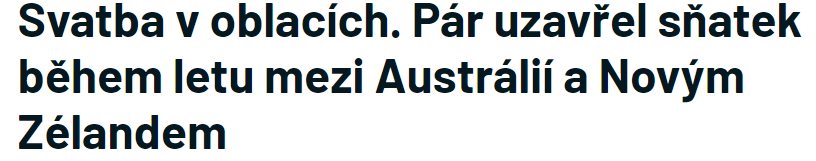 Svatba v oblacích. Pár uzavřel sňatek
během letu mezi Austrálií a Novým
Zélandem